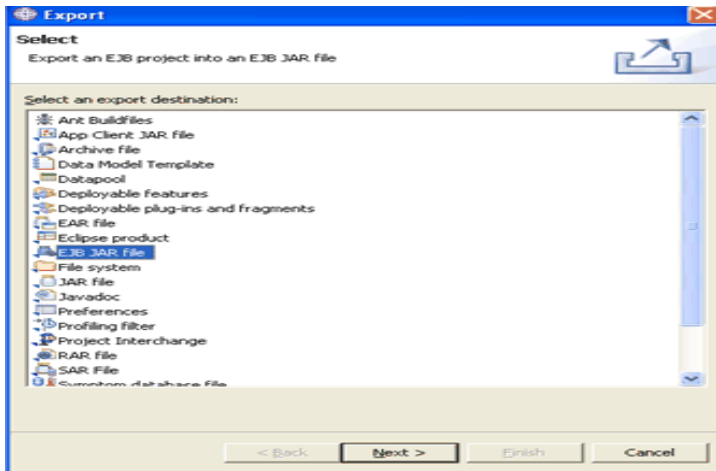 Export
Select
Export an EJB project into an EJB JAR file
Select an export destination:
Ant Buildfiles
App Client JAR file
Archive file
Data Model Template
Datapool
Deployable features
Deployable plug-ins and fragments
EAR file
Eclipse product
EJB JAR file
File system
JAR file
Javadoc
Preferences
Profiling filter
Project Interchange
RAR file
SAR File
Symptom database file
< Back Next > Finish Cancel